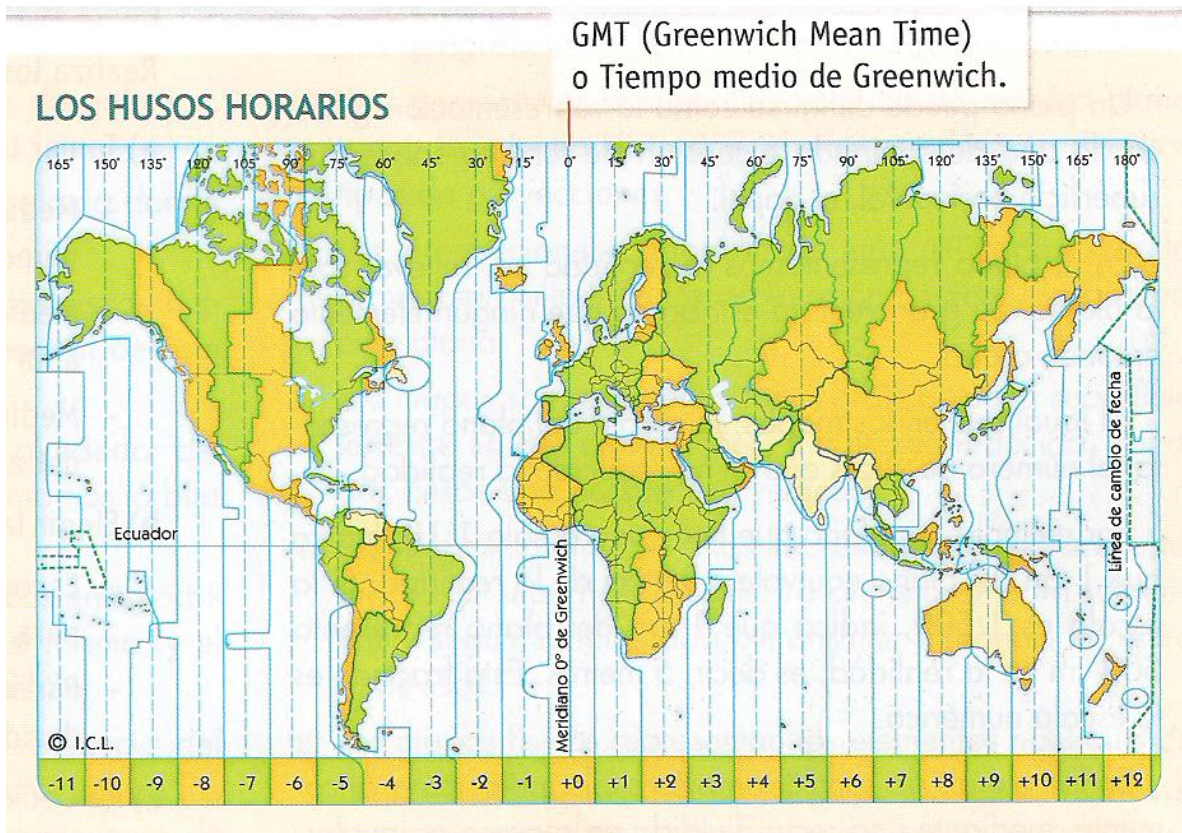 GMT (Greenwich Mean Time)
o Tiempo medio de Greenwich.
LOS HUSOS HORARIOS
165° 150° 135° 120° 105° 90° 75° 60° 45° 30° 15° 0° 15° 30° 45° 60° 75° 90° 105° 120° 135° 150° 165° 180°
Ecuador
Meridiano 0° de Greenwich
Línea de cambio de fecha
© I.C.L.
-11 -10 -9 -8 -7 -6 -5 -4 -3 -2 -1 +0 +1 +2 +3 +4 +5 +6 +7 +8 +9 +10 +11 +12